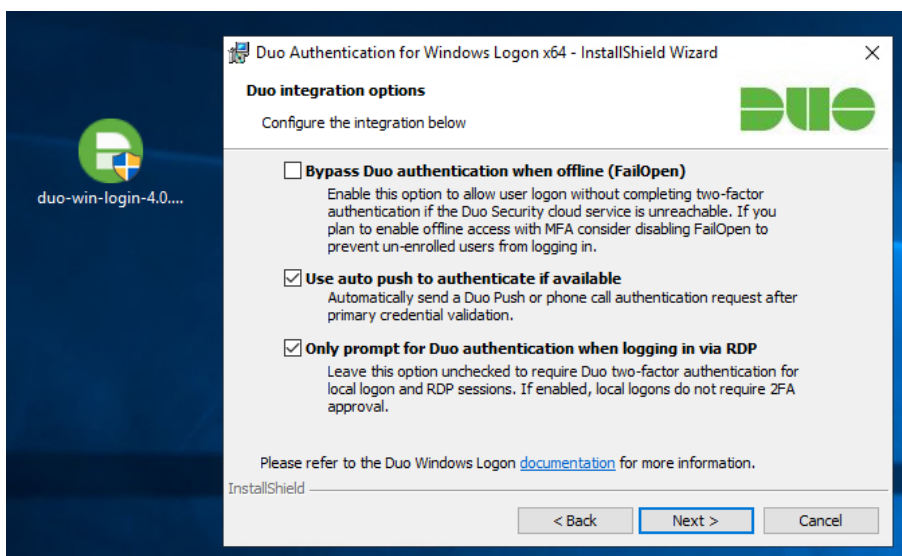 Duo Authentication for Windows Logon x64 - InstallShield Wizard
Duo integration options
Configure the integration below
DUO
duo-win-login-4.0....
Bypass Duo authentication when offline (FailOpen)
Enable this option to allow user logon without completing two-factor
authentication if the Duo Security cloud service is unreachable. If you
plan to enable offline access with MFA consider disabling FailOpen to
prevent un-enrolled users from logging in.
Use auto push to authenticate if available
Automatically send a Duo Push or phone call authentication request after
primary credential validation.
Only prompt for Duo authentication when logging in via RDP
Leave this option unchecked to require Duo two-factor authentication for
local logon and RDP sessions. If enabled, local logons do not require 2FA
approval.
Please refer to the Duo Windows Logon documentation for more information.
InstallShield
< Back
Next >
Cancel